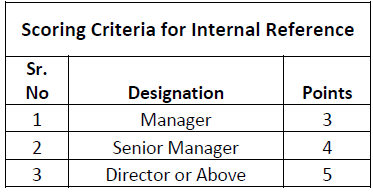 Scoring Criteria for Internal Reference
Sr.
No Designation Points
1 Manager 3
2 Senior Manager 4
3 Director or Above 5